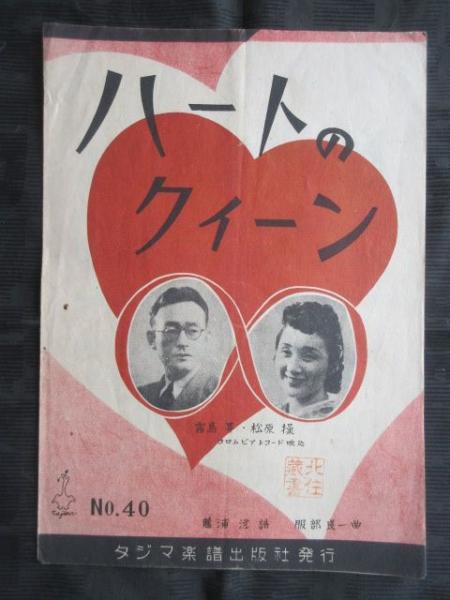 ハートの
クィーン
霧島 昇・松原 操
コロムビアレコード吹込
北住
蔵書
tajima
No.40
藤浦 洸 詩 服部良一曲
タジマ楽譜出版社発行